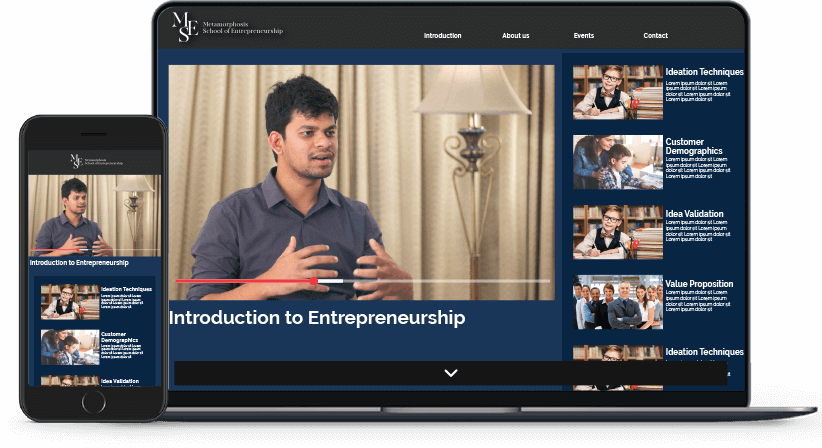 MSE
Metamorphosis
School of Entrepreneurship
Introduction
About us
Events
Contact
Introduction to Entrepreneurship
Ideation Techniques
Lorem ipsum dolor sit
dolor sit Lorem ipsum
dolor sit Lorem ipsum
dolor sit Lorem ipsum sit
Customer
Demographics
Lorem ipsum dolor sit
dolor sit Lorem ipsum
dolor sit Lorem ipsum
dolor sit Lorem ipsum sit
Idea Validation
Lorem ipsum dolor sit
dolor sit Lorem ipsum
dolor sit Lorem ipsum
dolor sit Lorem ipsum sit
Value Proposition
Lorem ipsum dolor sit
dolor sit Lorem ipsum
dolor sit Lorem ipsum
dolor sit Lorem ipsum sit
Ideation Techniques
MSE
Metamorphosis
School of Entrepreneurship
Introduction to Entrepreneurship
Ideation Techniques
Lorem ipsum dolor sit
dolor sit Lorem ipsum
dolor sit Lorem ipsum
dolor sit Lorem ipsum sit
Customer
Demographics
Lorem ipsum dolor sit
dolor sit Lorem ipsum
dolor sit Lorem ipsum
dolor sit Lorem ipsum sit
Idea Validation